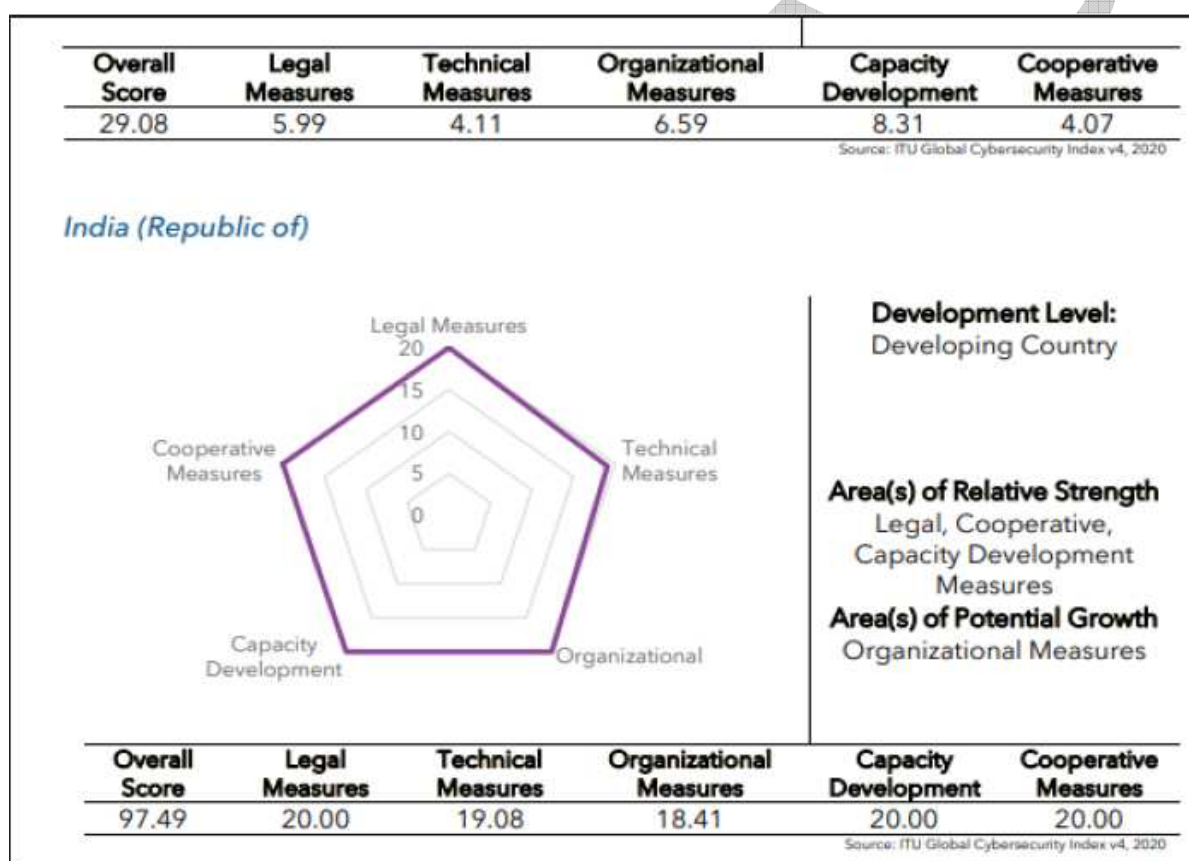 Overall Score Legal Measures Technical Measures Organizational Measures Capacity Development Cooperative Measures
29.08 5.99 4.11 6.59 8.31 4.07
Source: ITU Global Cybersecurity Index v4, 2020
India (Republic of)
Legal Measures
20
15
10
5
0
Cooperative
Measures
Technical
Measures
Capacity
Development
Organizational
Development Level:
Developing Country
Area(s) of Relative Strength
Legal, Cooperative,
Capacity Development
Measures
Area(s) of Potential Growth
Organizational Measures
Overall Score Legal Measures Technical Measures Organizational Measures Capacity Development Cooperative Measures
97.49 20.00 19.08 18.41 20.00 20.00
Source: ITU Global Cybersecurity Index v4, 2020